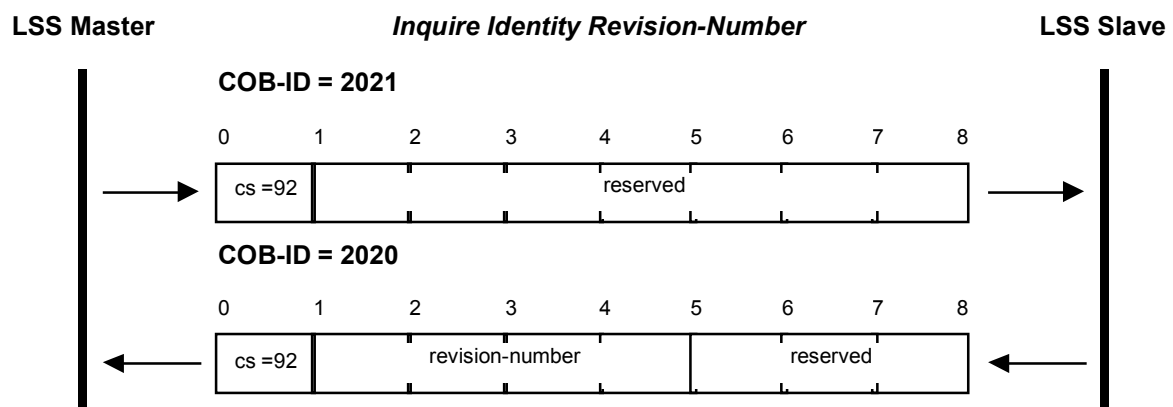 LSS Master Inquire Identity Revision-Number LSS Slave
COB-ID = 2021
0 1 2 3 4 5 6 7 8
cs =92 reserved
COB-ID = 2020
0 1 2 3 4 5 6 7 8
cs =92 revision-number reserved